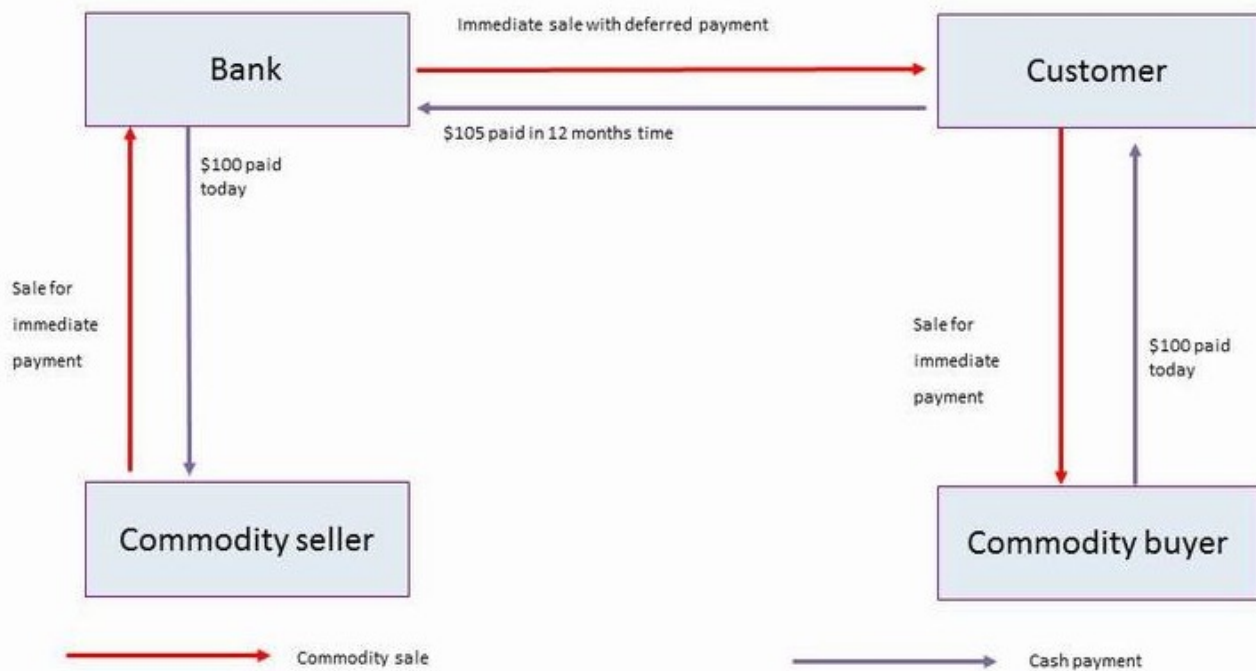 Immediate sale with deferred payment
Bank
Customer
$105 paid in 12 months time
$100 paid
today
Sale for
immediate
payment
Sale for
immediate
payment
$100 paid
today
Commodity seller
Commodity buyer
Commodity sale
Cash payment